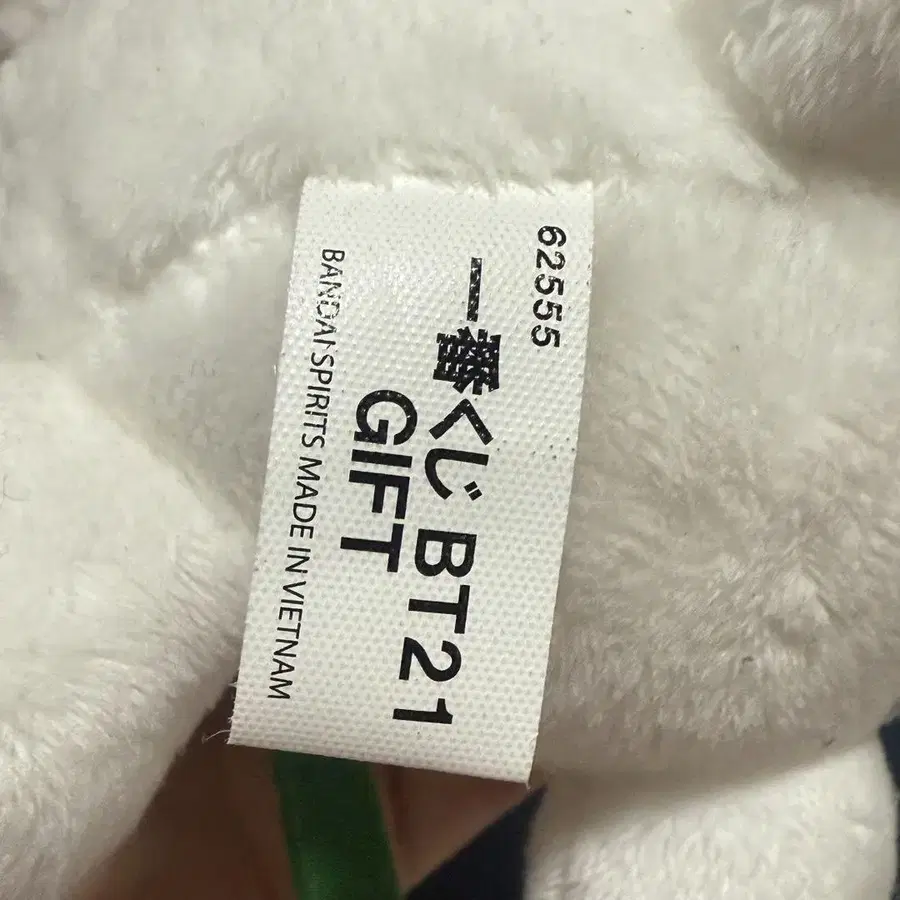 62555
一番くじ BT21
GIFT
BANDAI SPIRITS MADE IN VIETNAM